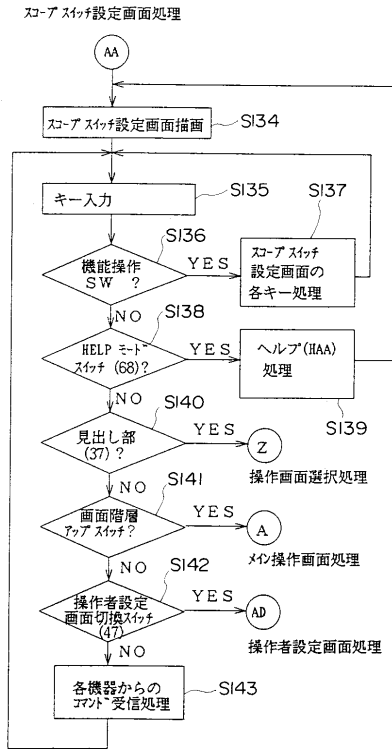 スコープスイッチ設定画面処理
AA
スコープスイッチ設定画面描画
S134
キー入力
S135
機能操作
SW ?
S136
YES
スコープスイッチ
設定画面の
各キー処理
S137
NO
HELP モード
スイッチ(68)?
S138
YES
ヘルプ(HAA)
処理
S139
NO
見出し部
(37)?
S140
YES
Z
操作画面選択処理
NO
画面階層
アップスイッチ?
S141
YES
A
メイン操作画面処理
NO
操作者設定
画面切換スイッチ
(47)
S142
YES
AD
操作者設定画面処理
NO
各機器からの
コマンド受信処理
S143